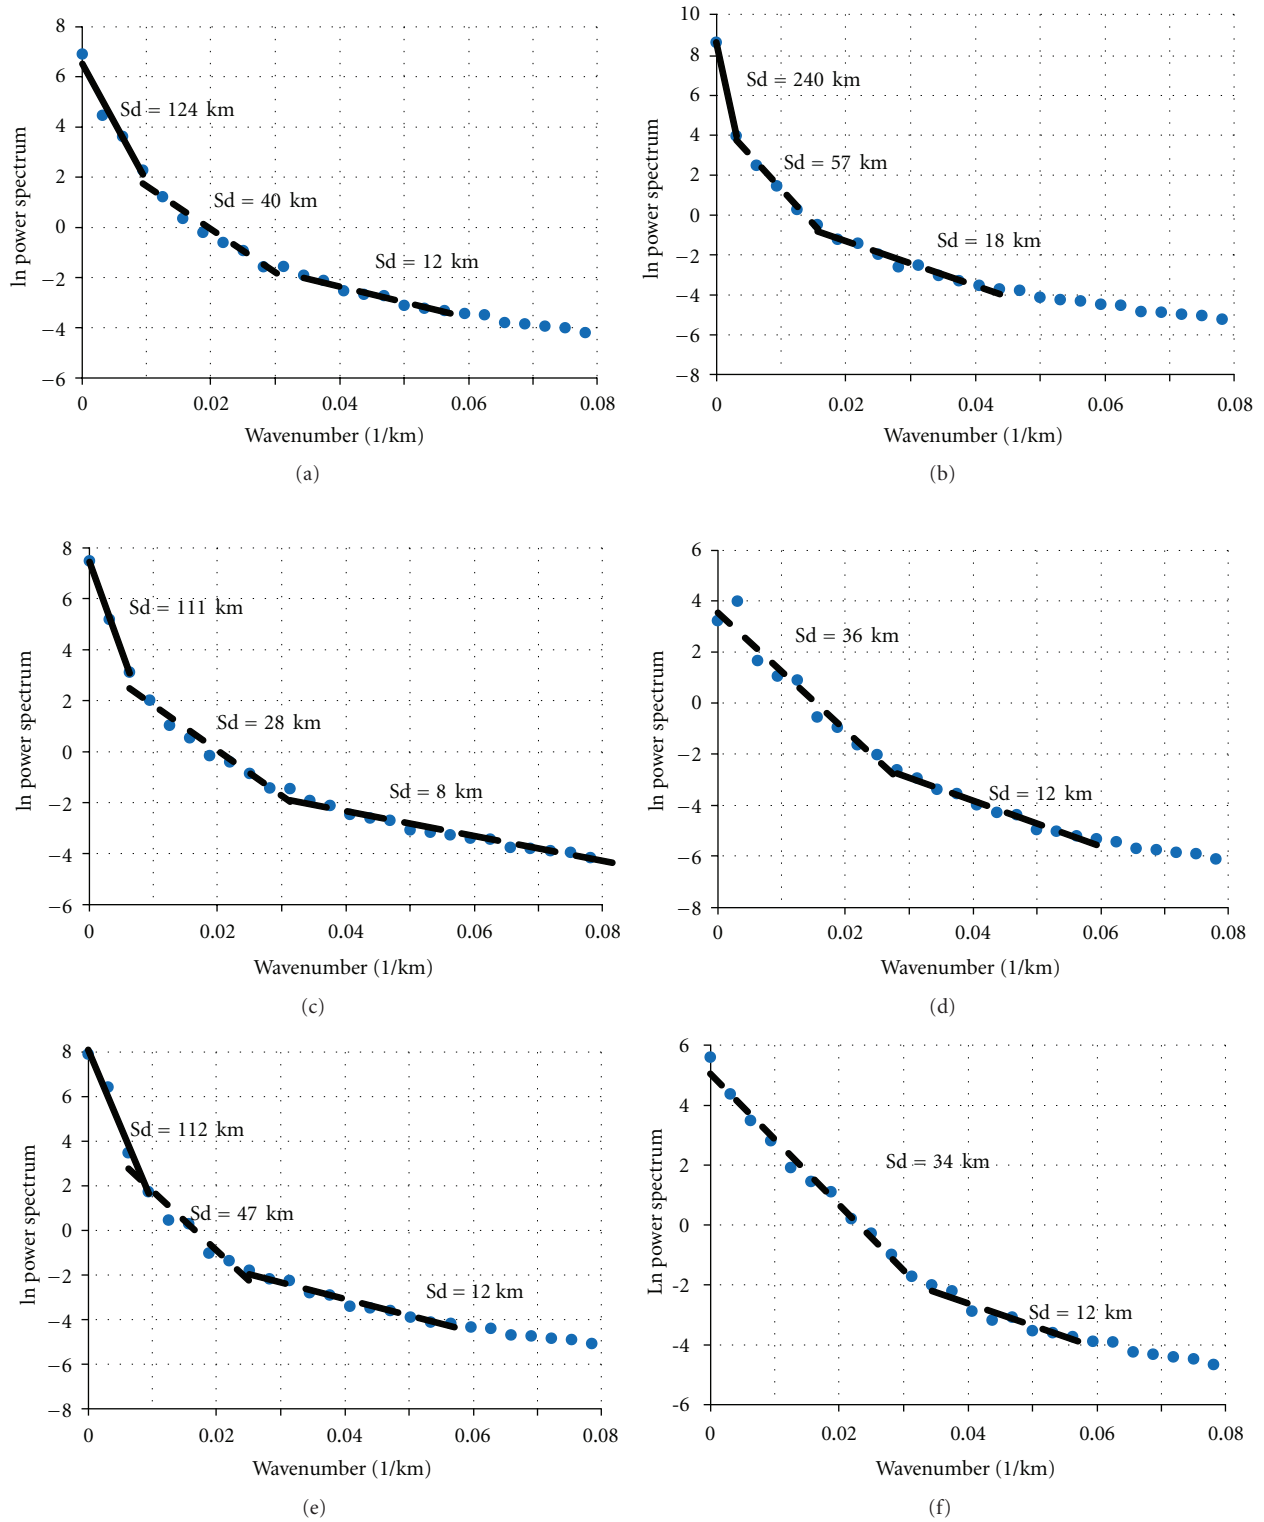 8
6
4
2
0
−2
−4
−6
ln power spectrum
Sd = 124 km
Sd = 40 km
Sd = 12 km
0 0.02 0.04 0.06 0.08
Wavenumber (1/km)
(a)
10
8
6
4
2
0
−2
−4
−6
−8
ln power spectrum
Sd = 240 km
Sd = 57 km
Sd = 18 km
0 0.02 0.04 0.06 0.08
Wavenumber (1/km)
(b)
8
6
4
2
0
−2
−4
−6
ln power spectrum
Sd = 111 km
Sd = 28 km
Sd = 8 km
0 0.02 0.04 0.06 0.08
Wavenumber (1/km)
(c)
6
4
2
0
−2
−4
−6
−8
ln power spectrum
Sd = 36 km
Sd = 12 km
0 0.02 0.04 0.06 0.08
Wavenumber (1/km)
(d)
8
6
4
2
0
−2
−4
−6
−8
ln power spectrum
Sd = 112 km
Sd = 47 km
Sd = 12 km
0 0.02 0.04 0.06 0.08
Wavenumber (1/km)
(e)
6
4
2
0
-2
-4
-6
Ln power spectrum
Sd = 34 km
Sd = 12 km
0 0.02 0.04 0.06 0.08
Wavenumber (1/km)
(f)